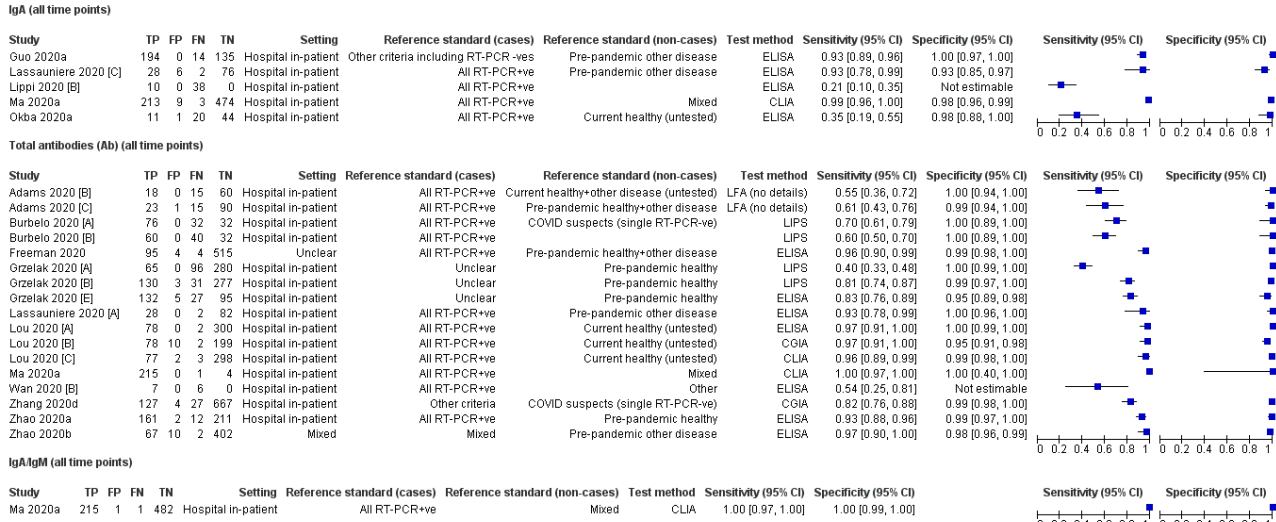 IgA (all time points)
Study TP FP FN TN Setting Reference standard (cases) Reference standard (non-cases) Test method Sensitivity (95% CI) Specificity (95% CI) Sensitivity (95% CI) Specificity (95% CI)
Guo 2020a 194 0 14 135 Hospital in-patient Other criteria including RT-PCR -ves Pre-pandemic other disease ELISA 0.93 [0.89, 0.96] 1.00 [0.97, 1.00]
Lassauniere 2020 [C] 28 6 2 76 Hospital in-patient All RT-PCR+ve Pre-pandemic other disease ELISA 0.93 [0.78, 0.99] 0.93 [0.85, 0.97]
Lippi 2020 [B] 10 0 38 0 Hospital in-patient All RT-PCR+ve ELISA 0.21 [0.10, 0.35] Not estimable
Ma 2020a 213 9 3 474 Hospital in-patient All RT-PCR+ve Mixed CLIA 0.99 [0.96, 1.00] 0.98 [0.96, 0.99]
Okba 2020a 11 1 20 44 Hospital in-patient All RT-PCR+ve Current healthy (untested) ELISA 0.35 [0.19, 0.55] 0.98 [0.88, 1.00]
0 0.2 0.4 0.6 0.8 1 0 0.2 0.4 0.6 0.8 1
Total antibodies (Ab) (all time points)
Study TP FP FN TN Setting Reference standard (cases) Reference standard (non-cases) Test method Sensitivity (95% CI) Specificity (95% CI) Sensitivity (95% CI) Specificity (95% CI)
Adams 2020 [B] 18 0 15 60 Hospital in-patient All RT-PCR+ve Current healthy+other disease (untested) LFA (no details) 0.55 [0.36, 0.72] 1.00 [0.94, 1.00]
Adams 2020 [C] 23 1 15 90 Hospital in-patient All RT-PCR+ve Pre-pandemic healthy+other disease LFA (no details) 0.61 [0.43, 0.76] 0.99 [0.94, 1.00]
Burbelo 2020 [A] 76 0 32 32 Hospital in-patient All RT-PCR+ve COVID suspects (single RT-PCR-ve) LIPS 0.70 [0.61, 0.79] 1.00 [0.89, 1.00]
Burbelo 2020 [B] 60 0 40 32 Hospital in-patient All RT-PCR+ve LIPS 0.60 [0.50, 0.70] 1.00 [0.89, 1.00]
Freeman 2020 95 4 4 515 Unclear All RT-PCR+ve Pre-pandemic healthy+other disease ELISA 0.96 [0.90, 0.99] 0.99 [0.98, 1.00]
Grzelak 2020 [A] 65 0 96 280 Hospital in-patient Unclear Pre-pandemic healthy LIPS 0.40 [0.33, 0.48] 1.00 [0.99, 1.00]
Grzelak 2020 [B] 130 3 31 277 Hospital in-patient Unclear Pre-pandemic healthy LIPS 0.81 [0.74, 0.87] 0.99 [0.97, 1.00]
Grzelak 2020 [E] 132 5 27 95 Hospital in-patient Unclear Pre-pandemic healthy ELISA 0.83 [0.76, 0.89] 0.95 [0.89, 0.98]
Lassauniere 2020 [A] 28 0 2 82 Hospital in-patient All RT-PCR+ve Pre-pandemic other disease ELISA 0.93 [0.78, 0.99] 1.00 [0.96, 1.00]
Lou 2020 [A] 78 0 2 300 Hospital in-patient All RT-PCR+ve Current healthy (untested) ELISA 0.97 [0.91, 1.00] 1.00 [0.99, 1.00]
Lou 2020 [B] 78 10 2 199 Hospital in-patient All RT-PCR+ve Current healthy (untested) CGIA 0.97 [0.91, 1.00] 0.95 [0.91, 0.98]
Lou 2020 [C] 77 2 3 298 Hospital in-patient All RT-PCR+ve Current healthy (untested) CLIA 0.96 [0.89, 0.99] 0.99 [0.98, 1.00]
Ma 2020a 215 0 1 4 Hospital in-patient All RT-PCR+ve Mixed CLIA 1.00 [0.97, 1.00] 1.00 [0.40, 1.00]
Wan 2020 [B] 7 0 6 0 Hospital in-patient All RT-PCR+ve Other ELISA 0.54 [0.25, 0.81] Not estimable
Zhang 2020d 127 4 27 667 Hospital in-patient Other criteria COVID suspects (single RT-PCR-ve) CGIA 0.82 [0.76, 0.88] 0.99 [0.98, 1.00]
Zhao 2020a 161 2 12 211 Hospital in-patient All RT-PCR+ve Pre-pandemic healthy ELISA 0.93 [0.88, 0.96] 0.99 [0.97, 1.00]
Zhao 2020b 67 10 2 402 Mixed Mixed Pre-pandemic other disease ELISA 0.97 [0.90, 1.00] 0.98 [0.96, 0.99]
0 0.2 0.4 0.6 0.8 1 0 0.2 0.4 0.6 0.8 1
IgA/IgM (all time points)
Study TP FP FN TN Setting Reference standard (cases) Reference standard (non-cases) Test method Sensitivity (95% CI) Specificity (95% CI) Sensitivity (95% CI) Specificity (95% CI)
Ma 2020a 215 1 1 482 Hospital in-patient All RT-PCR+ve Mixed CLIA 1.00 [0.97, 1.00] 1.00 [0.99, 1.00]
0 0.2 0.4 0.6 0.8 1 0 0.2 0.4 0.6 0.8 1